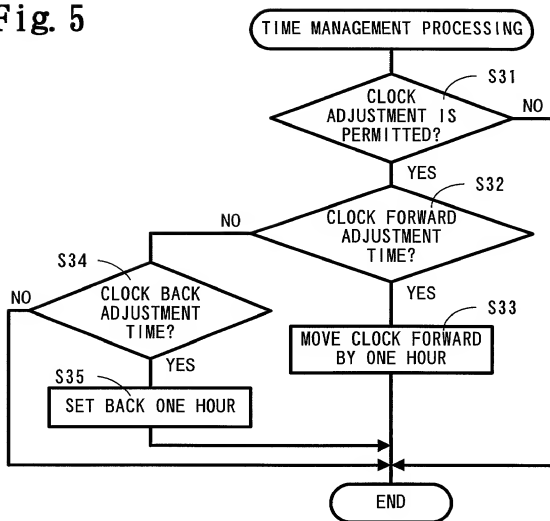 Fig. 5
TIME MANAGEMENT PROCESSING
S31
CLOCK
ADJUSTMENT IS
PERMITTED?
NO
YES
S32
CLOCK FORWARD
ADJUSTMENT
TIME?
NO
YES
S34
CLOCK BACK
ADJUSTMENT
TIME?
NO
YES
S33
MOVE CLOCK FORWARD
BY ONE HOUR
S35
SET BACK ONE HOUR
END